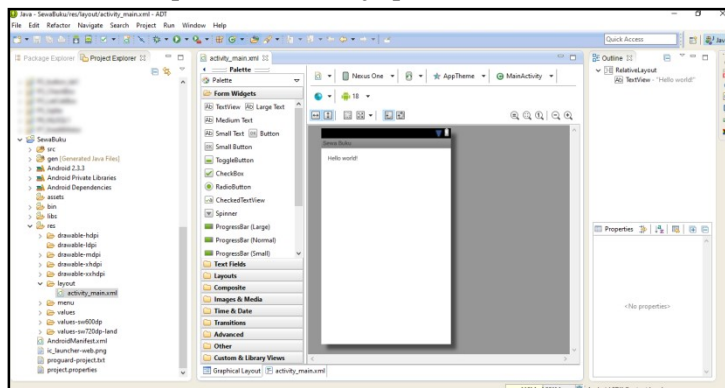 Java - SewaBuku/res/layout/activity_main.xml - ADT
File Edit Refactor Navigate Search Project Run Window Help
Quick Access
Java
Package Explorer Project Explorer
SewaBuku
src
gen [Generated Java Files]
Android 2.3.3
Android Private Libraries
Android Dependencies
assets
bin
libs
res
drawable-hdpi
drawable-ldpi
drawable-mdpi
drawable-xhdpi
drawable-xxhdpi
layout
activity_main.xml
menu
values
values-sw600dp
values-sw720dp-land
AndroidManifest.xml
ic_launcher-web.png
proguard-project.txt
project.properties
activity_main.xml
Palette
Palette
Form Widgets
TextView Large Text
Medium Text
Small Text Button
Small Button
ToggleButton
CheckBox
RadioButton
CheckedTextView
Spinner
ProgressBar (Large)
ProgressBar (Normal)
ProgressBar (Small)
Text Fields
Layouts
Composite
Images & Media
Time & Date
Transitions
Advanced
Other
Custom & Library Views
Graphical Layout activity_main.xml
Nexus One AppTheme MainActivity
18
Sewa Buku
Hello world!
Outline
RelativeLayout
TextView - "Hello world!"
Properties
<No properties>